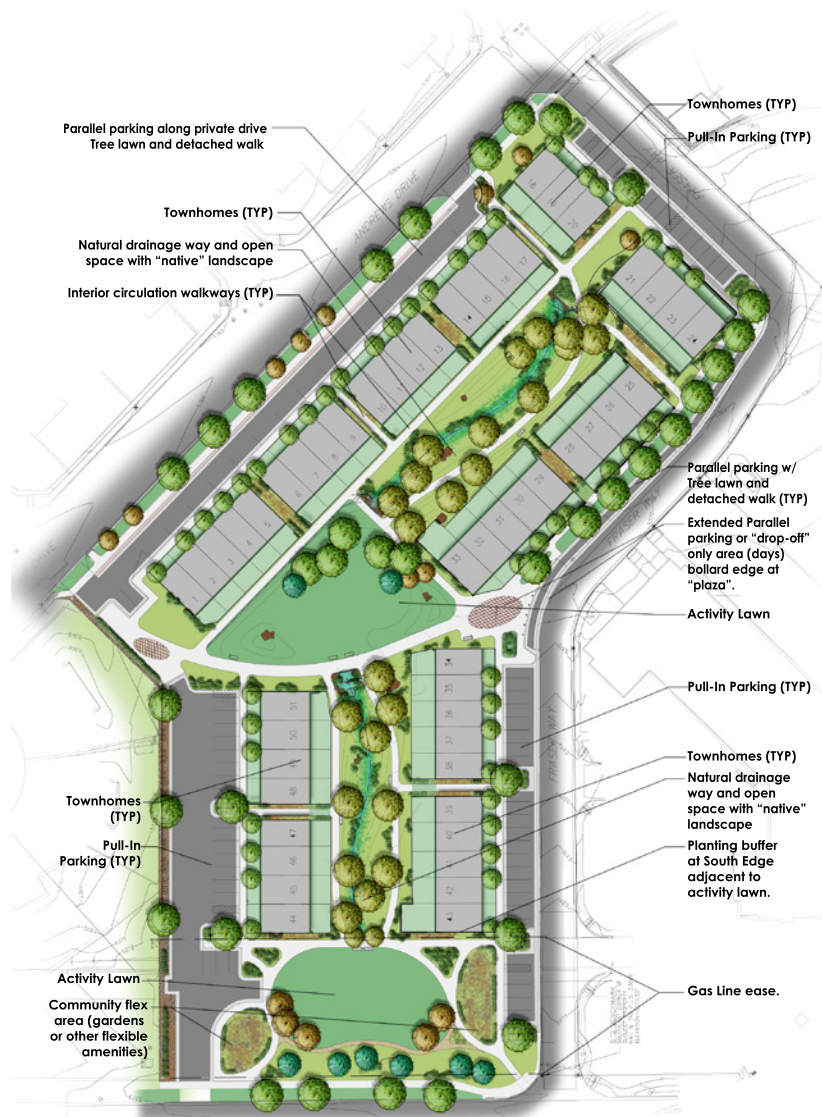 Townhomes (TYP)
Parallel parking along private drive
Tree lawn and detached walk
Pull-In Parking (TYP)
Townhomes (TYP)
Natural drainage way and open
space with “native” landscape
Interior circulation walkways (TYP)
ANDREWS DRIVE
Parallel parking w/
Tree lawn and
detached walk (TYP)
Extended Parallel
parking or “drop-off”
only area (days)
bollard edge at
“plaza”.
Activity Lawn
FRASER WAY
Pull-In Parking (TYP)
FRASER WAY
Townhomes (TYP)
Natural drainage
way and open
space with “native”
landscape
Planting buffer
at South Edge
adjacent to
activity lawn.
Townhomes
(TYP)
Pull-In
Parking (TYP)
Activity Lawn
Community flex
area (gardens
or other flexible
amenities)
Gas Line ease.
1
2
3
4
5
6
7
8
9
10
11
12
13
14
15
16
17
18
20
21
22
23
24
25
26
27
28
29
30
31
32
33
34
35
36
37
38
39
40
41
42
43
44
45
46
47
48
50
51